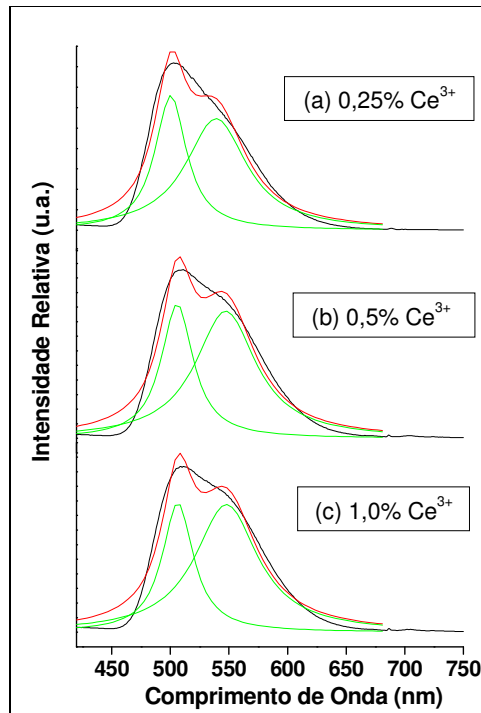 (a) 0,25% Ce³⁺
(b) 0,5% Ce³⁺
(c) 1,0% Ce³⁺
Intensidade Relativa (u.a.)
450 500 550 600 650 700 750
Comprimento de Onda (nm)